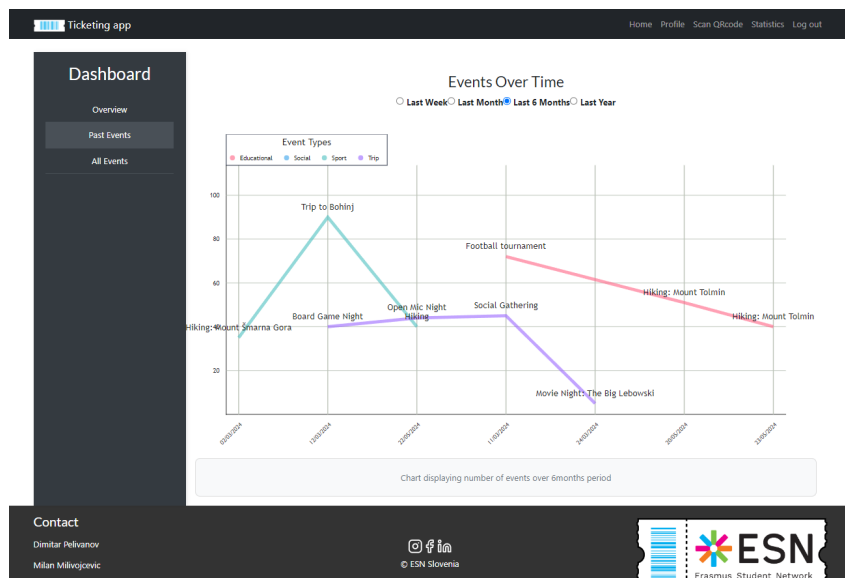 Ticketing app
Home Profile Scan QRcode Statistics Log out
Dashboard
Overview
Past Events
All Events
Events Over Time
Last Week Last Month Last 6 Months Last Year
Event Types
Educational Social Sport Trip
100
80
60
40
20
Trip to Bohinj
Football tournament
Hiking: Mount Tolmin
Open Mic Night
Social Gathering
Hiking: Mount Šmarna Gora
Board Game Night
Hiking
Hiking: Mount Tolmin
Movie Night: The Big Lebowski
02/03/2024 12/03/2024 22/05/2024 11/03/2024 24/03/2024 20/05/2024 23/05/2024
Chart displaying number of events over 6months period
Contact
Dimitar Pelivanov
Milan Milivojcevic
© ESN Slovenia
ESN
Erasmus Student Network